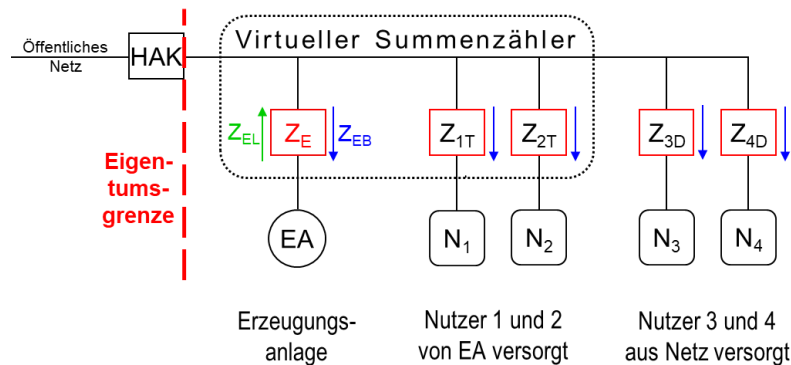 Virtueller Summenzähler
Öffentliches
Netz
HAK
Z_EL
Z_E
Z_EB
Z_1T
Z_2T
Z_3D
Z_4D
Eigen-
tums-
grenze
EA
N_1
N_2
N_3
N_4
Erzeugungs-
anlage
Nutzer 1 und 2
von EA versorgt
Nutzer 3 und 4
aus Netz versorgt